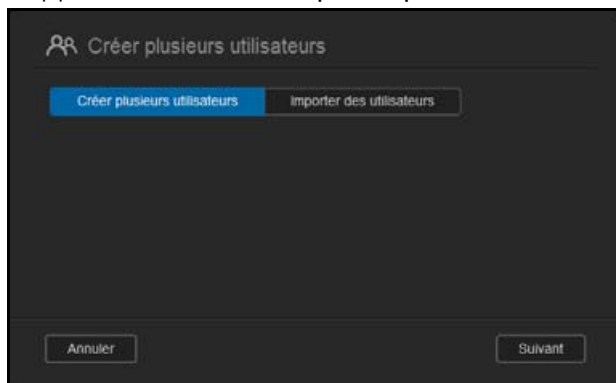 Créer plusieurs utilisateurs
Créer plusieurs utilisateurs Importer des utilisateurs
Annuler Suivant